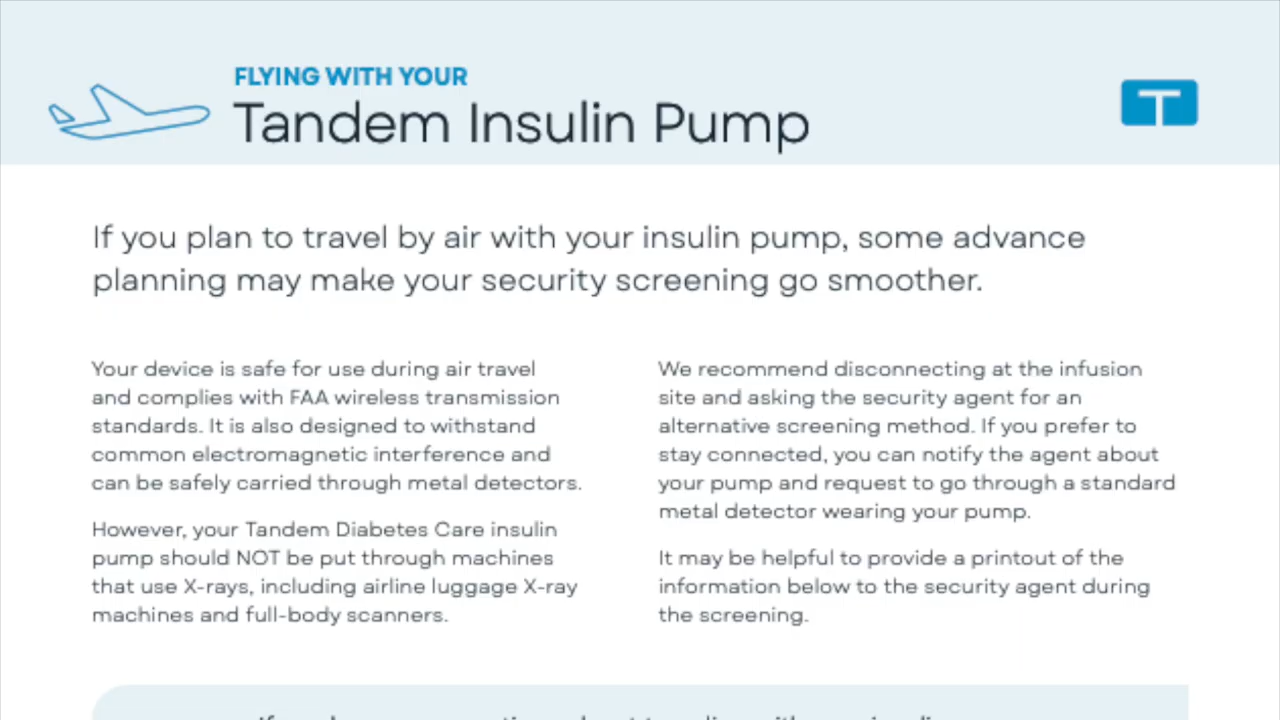 FLYING WITH YOUR
Tandem Insulin Pump
T
If you plan to travel by air with your insulin pump, some advance
planning may make your security screening go smoother.
Your device is safe for use during air travel
and complies with FAA wireless transmission
standards. It is also designed to withstand
common electromagnetic interference and
can be safely carried through metal detectors.
However, your Tandem Diabetes Care insulin
pump should NOT be put through machines
that use X-rays, including airline luggage X-ray
machines and full-body scanners.
We recommend disconnecting at the infusion
site and asking the security agent for an
alternative screening method. If you prefer to
stay connected, you can notify the agent about
your pump and request to go through a standard
metal detector wearing your pump.
It may be helpful to provide a printout of the
information below to the security agent during
the screening.